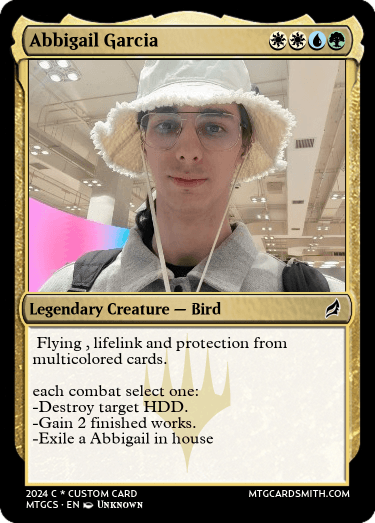 Abbigail Garcia
Legendary Creature — Bird
Flying , lifelink and protection from
multicolored cards.
each combat select one:
-Destroy target HDD.
-Gain 2 finished works.
-Exile a Abbigail in house
2024 C * CUSTOM CARD
MTGCARDSMITH.COM
MTGCS · EN Unknown